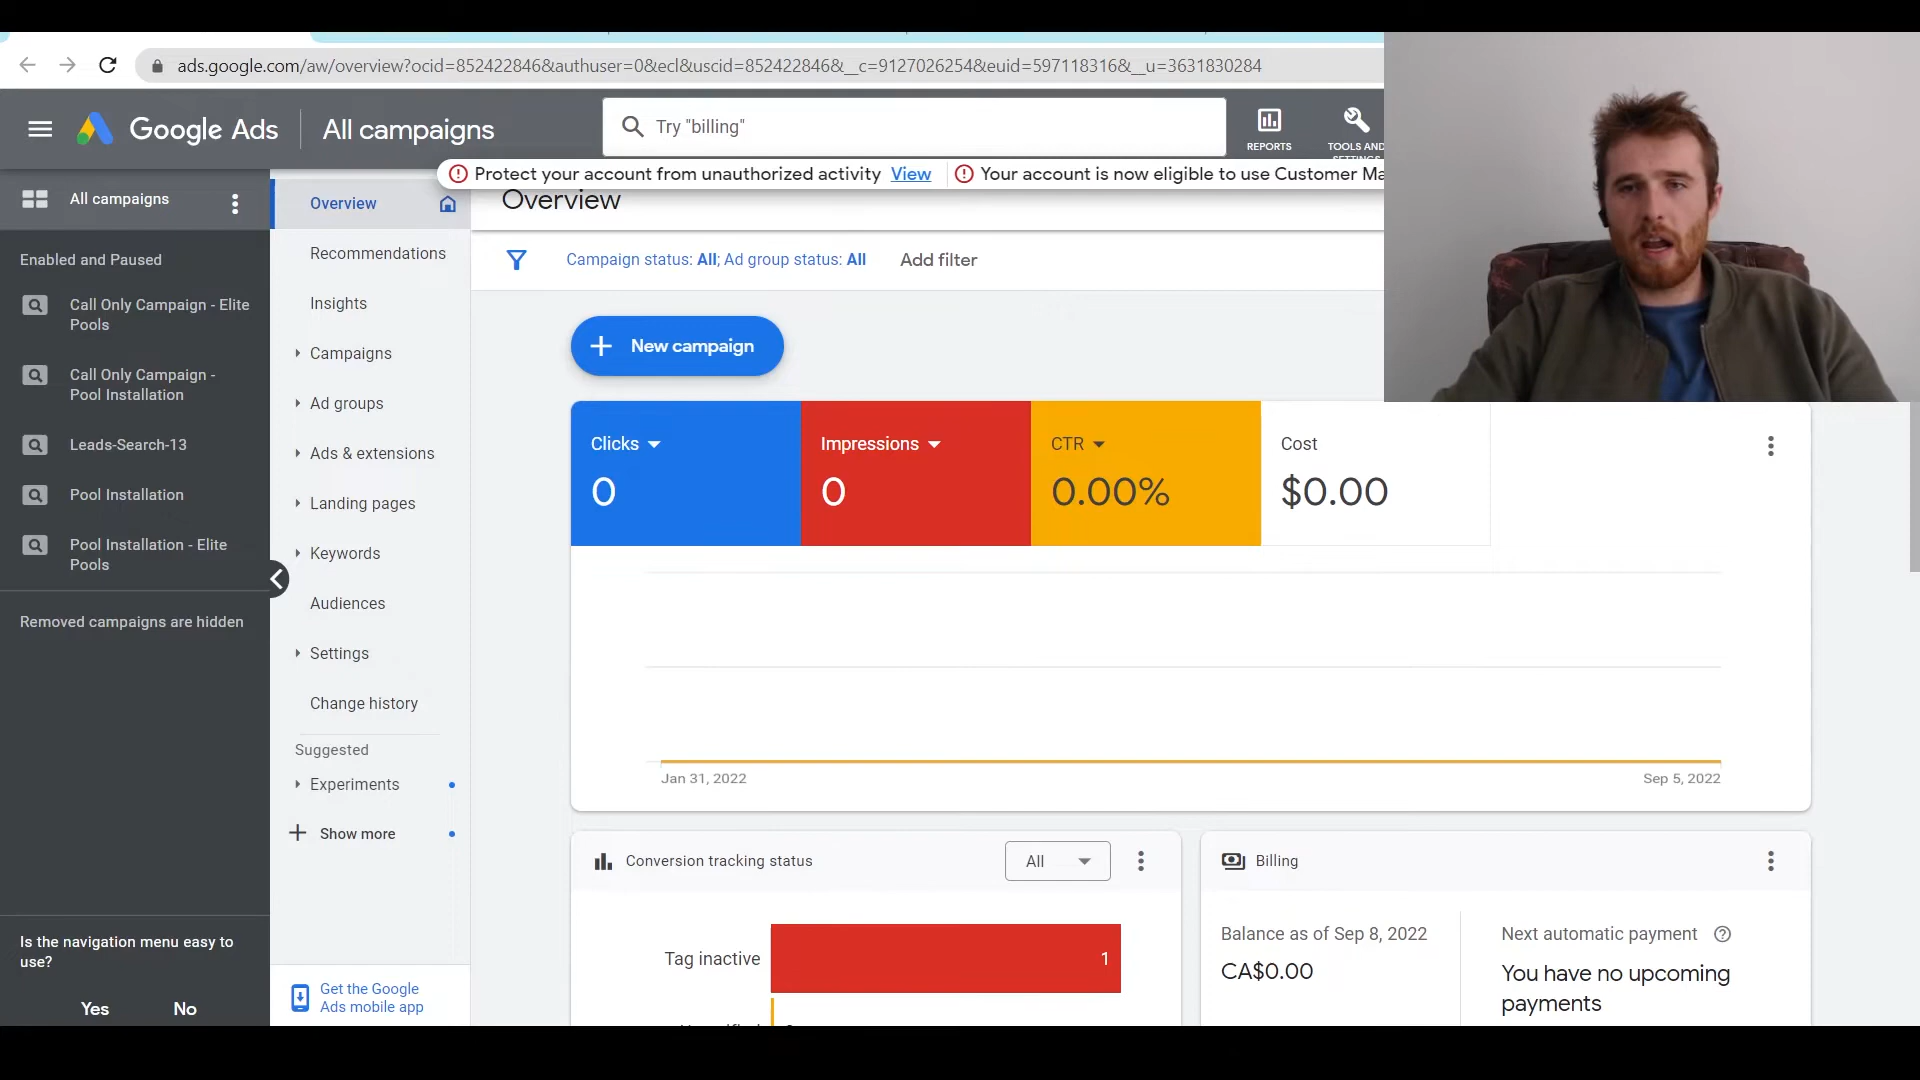 ads.google.com/aw/overview?ocid=852422846&authuser=0&ecl&uscid=852422846&__c=9127026254&euid=597118316&__u=3631830284
Google Ads
All campaigns
Try "billing"
REPORTS
TOOLS AND
SETTINGS
Protect your account from unauthorized activity View
Your account is now eligible to use Customer Ma
All campaigns
Enabled and Paused
Call Only Campaign - Elite
Pools
Call Only Campaign -
Pool Installation
Leads-Search-13
Pool Installation
Pool Installation - Elite
Pools
Removed campaigns are hidden
Is the navigation menu easy to
use?
Yes No
Overview
Recommendations
Insights
Campaigns
Ad groups
Ads & extensions
Landing pages
Keywords
Audiences
Settings
Change history
Suggested
Experiments
Show more
Get the Google
Ads mobile app
Overview
Campaign status: All; Ad group status: All
Add filter
New campaign
Clicks
0
Impressions
0
CTR
0.00%
Cost
$0.00
Jan 31, 2022
Sep 5, 2022
Conversion tracking status
All
Tag inactive
1
Billing
Balance as of Sep 8, 2022
CA$0.00
Next automatic payment
You have no upcoming
payments